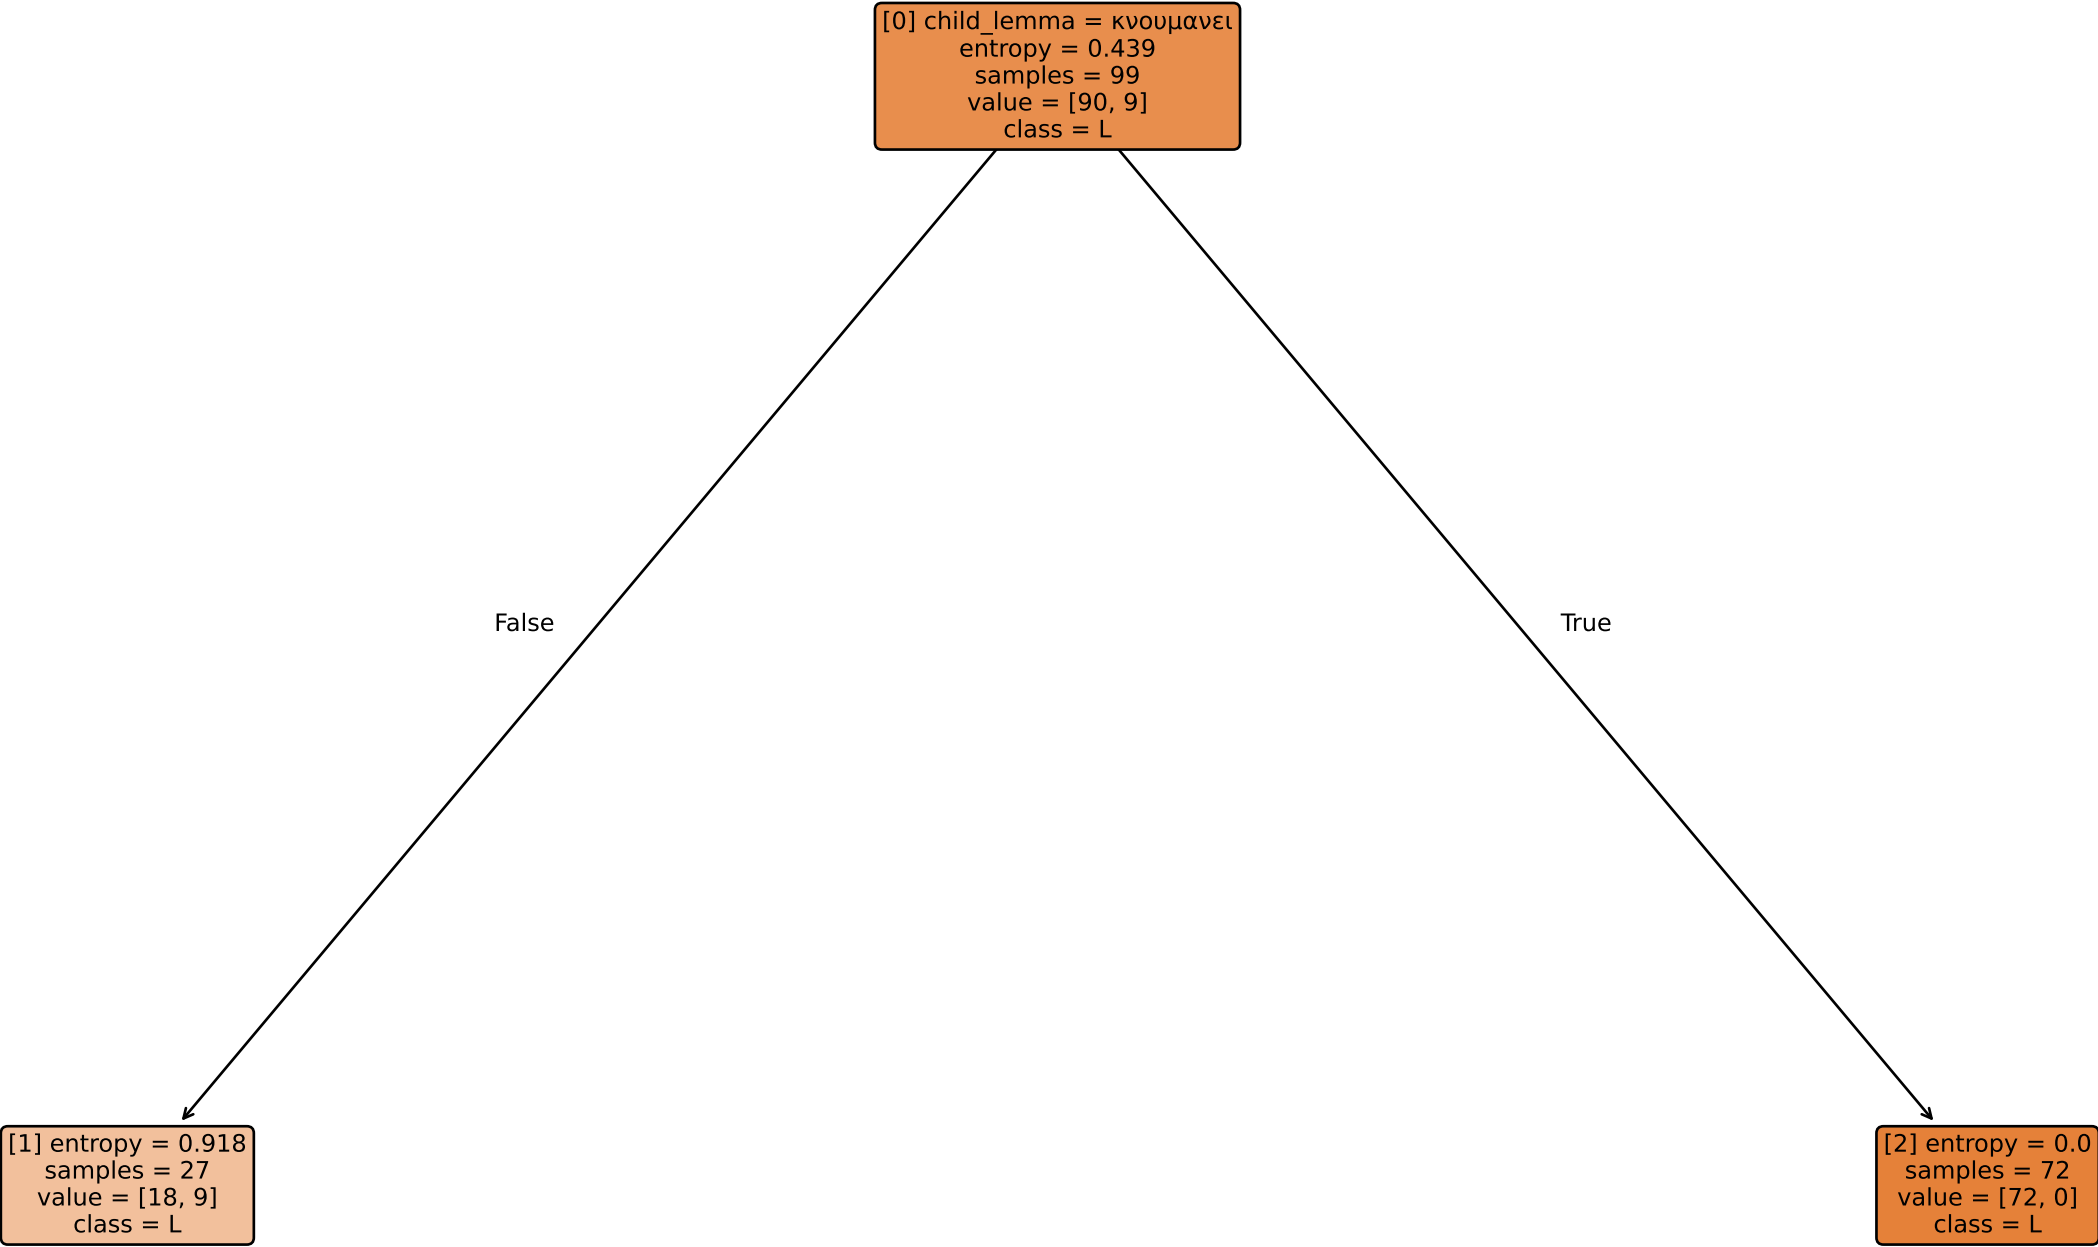 [0] child_lemma = κνουμανει
entropy = 0.439
samples = 99
value = [90, 9]
class = L
False
True
[1] entropy = 0.918
samples = 27
value = [18, 9]
class = L
[2] entropy = 0.0
samples = 72
value = [72, 0]
class = L